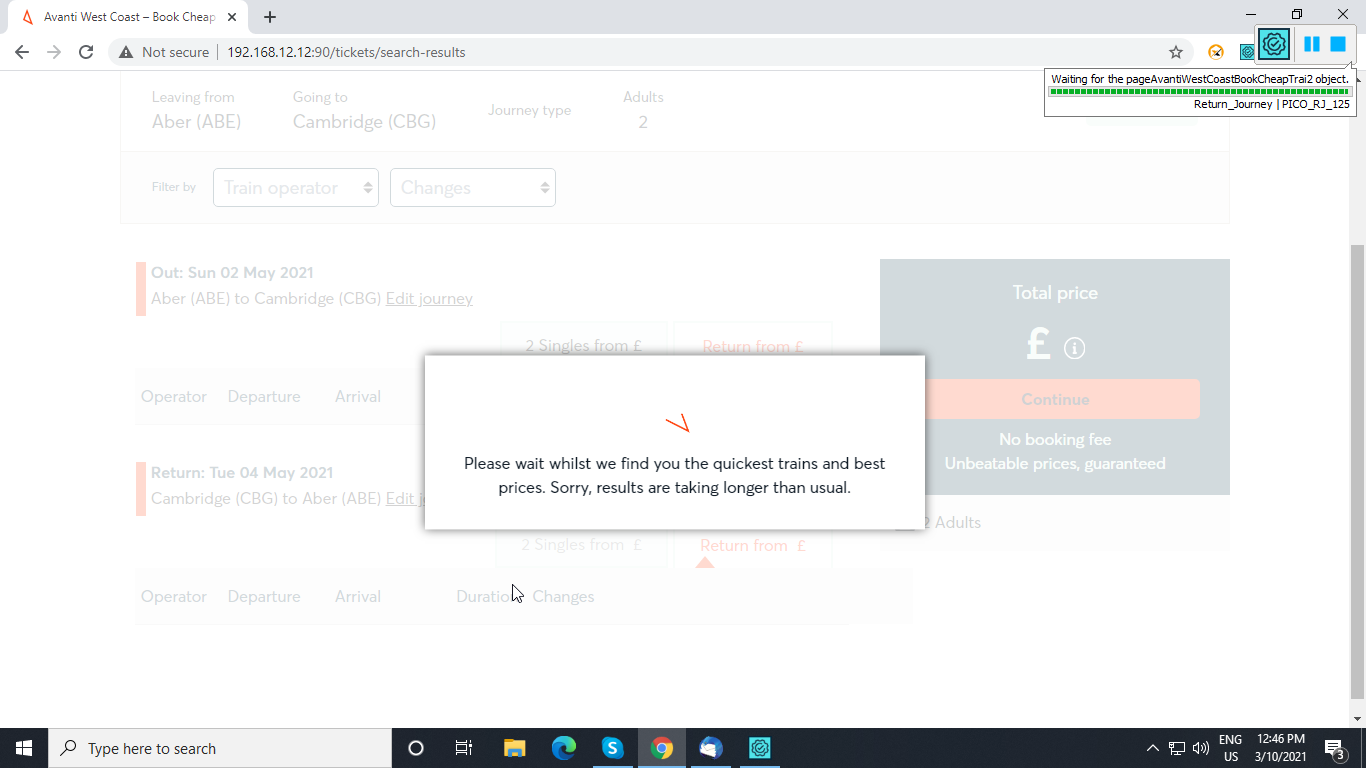 Avanti West Coast – Book Cheap
Not secure
192.168.12.12:90/tickets/search-results
Waiting for the pageAvantiWestCoastBookCheapTrai2 object.
Return_Journey | PICO_RJ_125
Leaving from
Going to
Journey type
Adults
Aber (ABE)
Cambridge (CBG)
2
Filter by
Train operator
Changes
Out: Sun 02 May 2021
Aber (ABE) to Cambridge (CBG) Edit journey
2 Singles from £
Return from £
Operator Departure Arrival
Total price
£
Continue
No booking fee
Unbeatable prices, guaranteed
2 Adults
Please wait whilst we find you the quickest trains and best
prices. Sorry, results are taking longer than usual.
Return: Tue 04 May 2021
Cambridge (CBG) to Aber (ABE)
2 Singles from £
Return from £
Operator Departure Arrival Changes
Type here to search
ENG
US
12:46 PM
3/10/2021
3